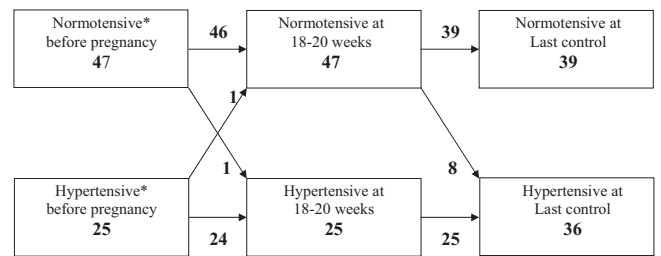 Normotensive*
before pregnancy
47
46
Normotensive at
18-20 weeks
47
39
Normotensive at
Last control
39
1
1
8
Hypertensive*
before pregnancy
25
24
Hypertensive at
18-20 weeks
25
25
Hypertensive at
Last control
36